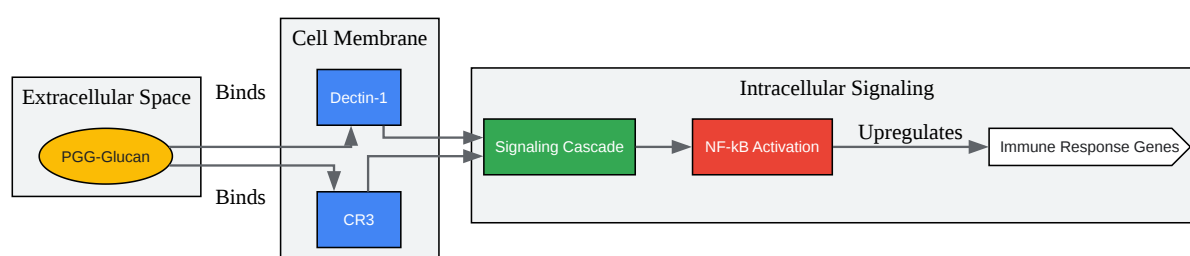 Extracellular Space
PGG-Glucan
Binds
Binds
Cell Membrane
Dectin-1
CR3
Intracellular Signaling
Signaling Cascade
NF-kB Activation
Upregulates
Immune Response Genes